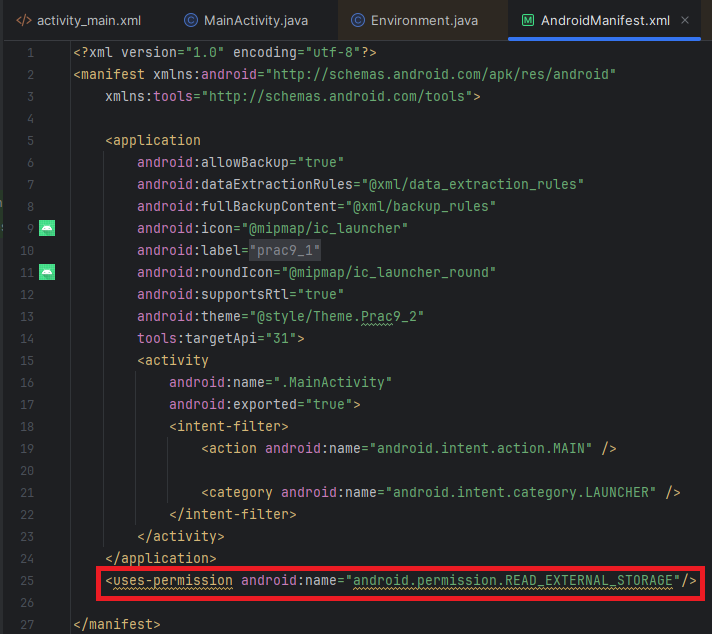 activity_main.xml MainActivity.java Environment.java AndroidManifest.xml
1 <?xml version="1.0" encoding="utf-8"?>
2 <manifest xmlns:android="http://schemas.android.com/apk/res/android"
3 xmlns:tools="http://schemas.android.com/tools">
4
5 <application
6 android:allowBackup="true"
7 android:dataExtractionRules="@xml/data_extraction_rules"
8 android:fullBackupContent="@xml/backup_rules"
9 android:icon="@mipmap/ic_launcher"
10 android:label="prac9_1"
11 android:roundIcon="@mipmap/ic_launcher_round"
12 android:supportsRtl="true"
13 android:theme="@style/Theme.Prac9_2"
14 tools:targetApi="31">
15 <activity
16 android:name=".MainActivity"
17 android:exported="true">
18 <intent-filter>
19 <action android:name="android.intent.action.MAIN" />
20
21 <category android:name="android.intent.category.LAUNCHER" />
22 </intent-filter>
23 </activity>
24 </application>
25 <uses-permission android:name="android.permission.READ_EXTERNAL_STORAGE"/>
26
27 </manifest>